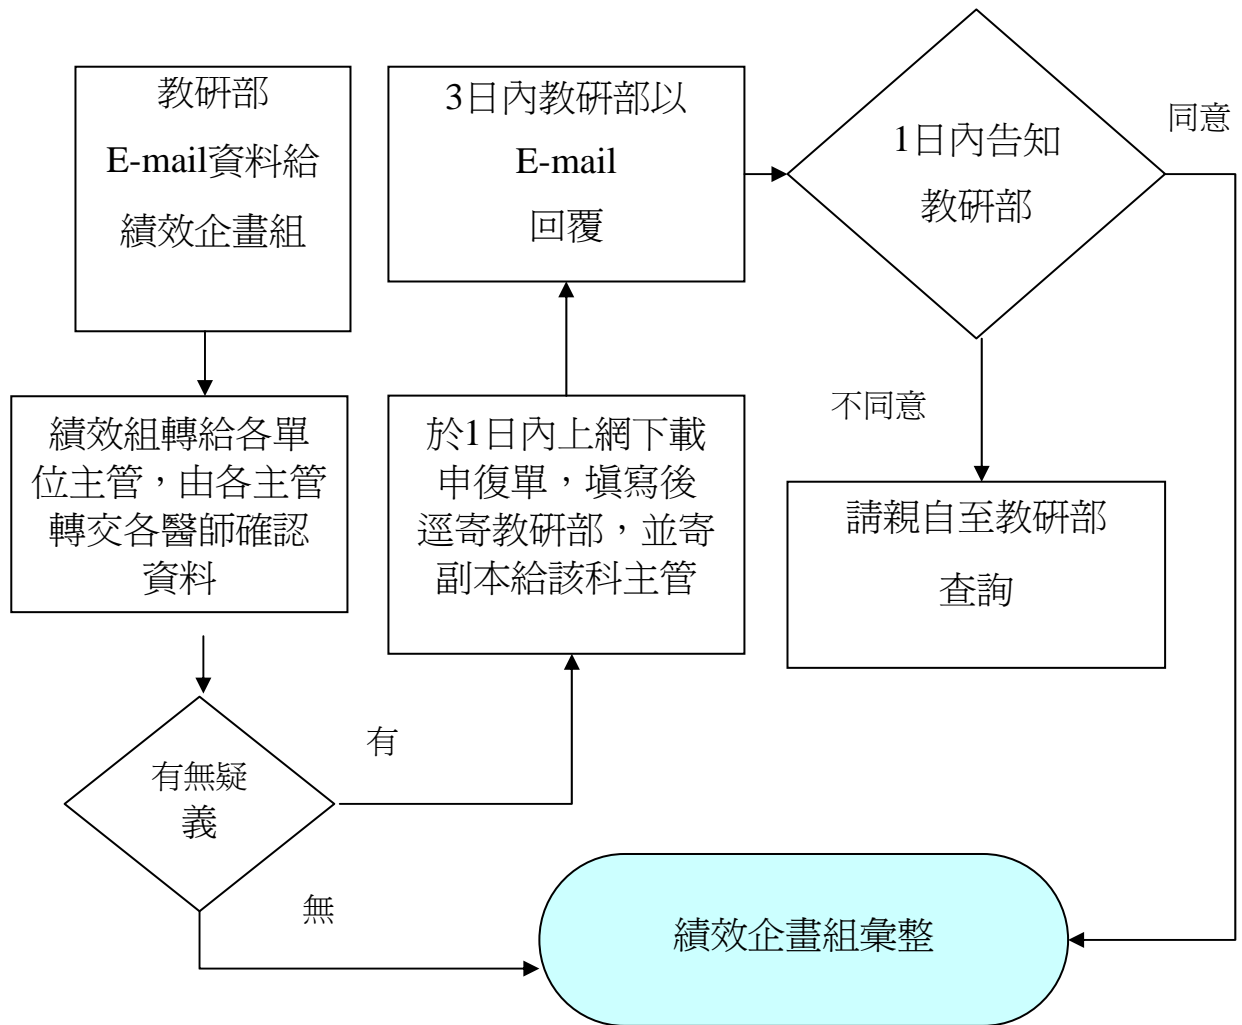 教研部
E-mail資料給
績效企畫組
績效組轉給各單
位主管，由各主管
轉交各醫師確認
資料
有無疑
義
有
無
於1日內上網下載
申復單，填寫後
逕寄教研部，並寄
副本給該科主管
3日內教研部以
E-mail
回覆
1日內告知
教研部
同意
不同意
請親自至教研部
查詢
績效企畫組彙整